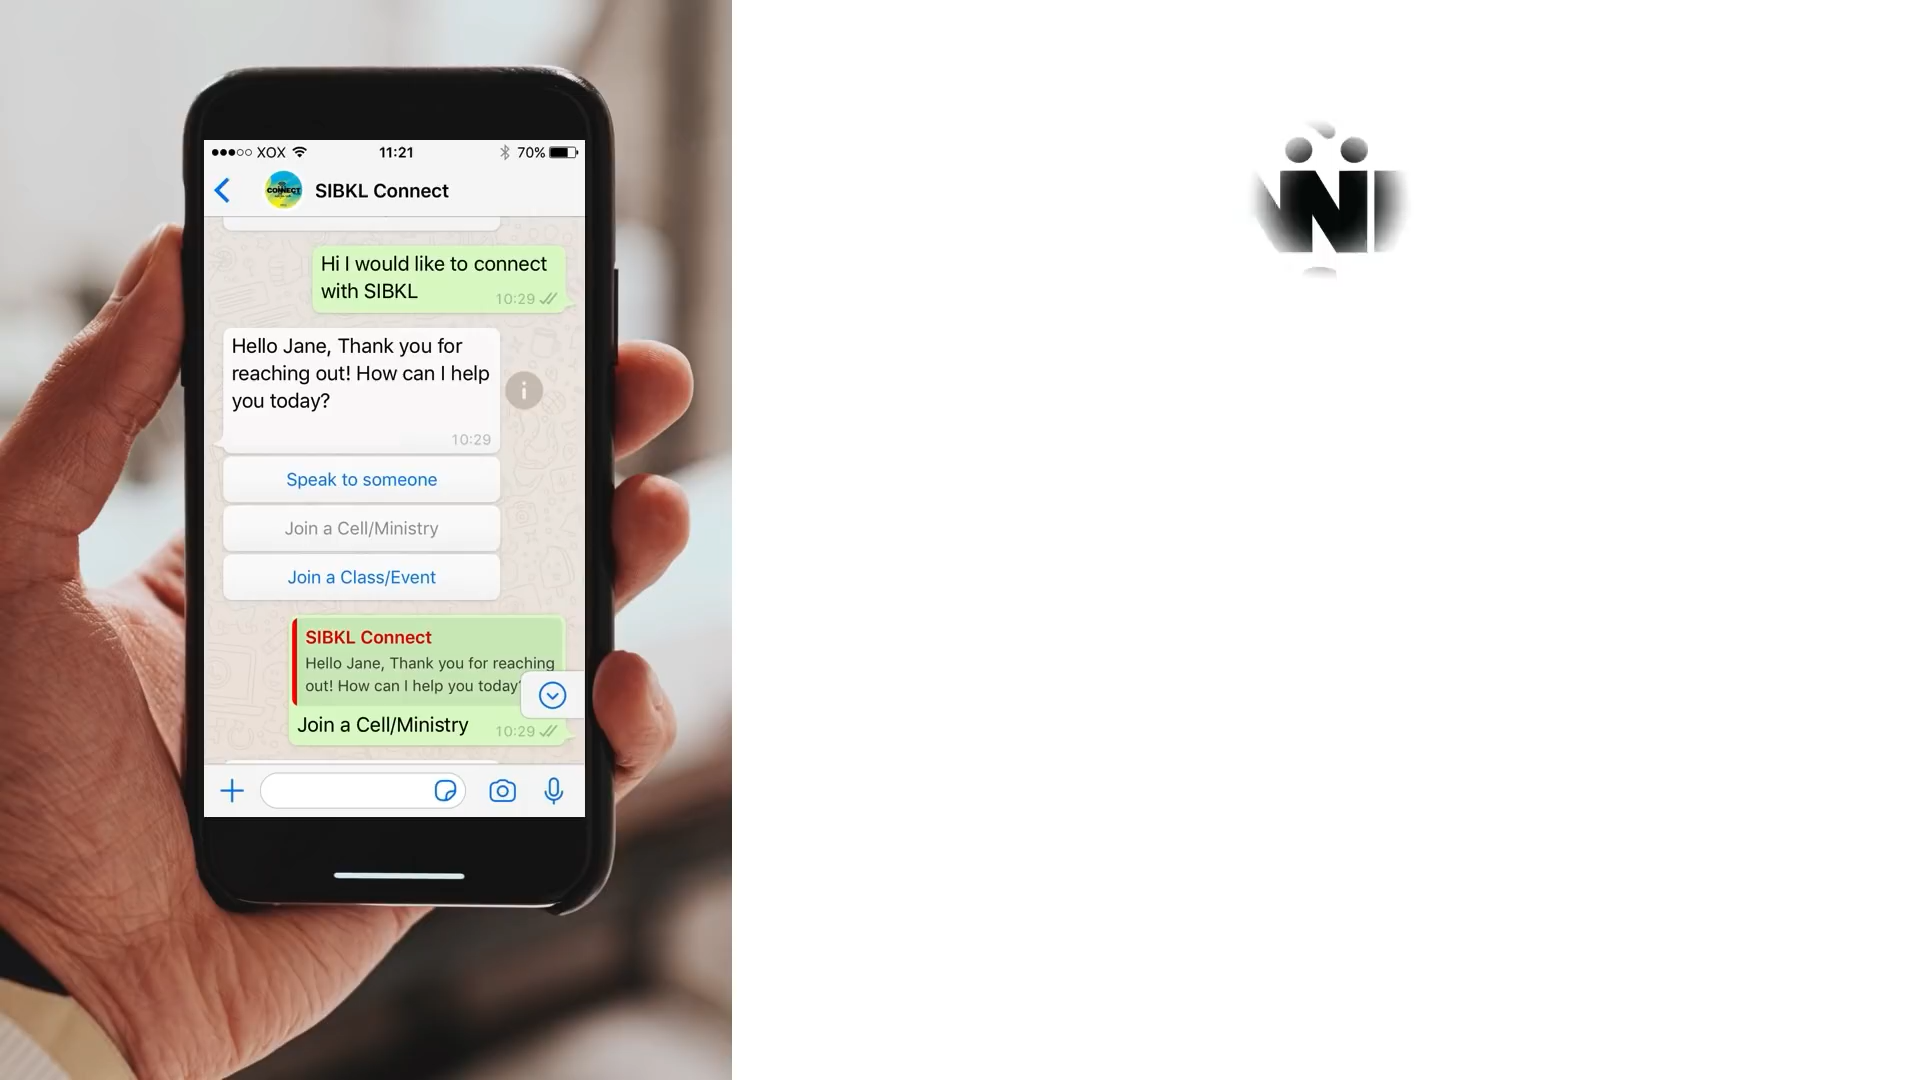 XOX
11:21
70%
CONNECT
SIBKL Connect
Hi I would like to connect
with SIBKL
10:29
Hello Jane, Thank you for
reaching out! How can I help
you today?
10:29
Speak to someone
Join a Cell/Ministry
Join a Class/Event
SIBKL Connect
Hello Jane, Thank you for reaching
out! How can I help you today?
Join a Cell/Ministry
10:29